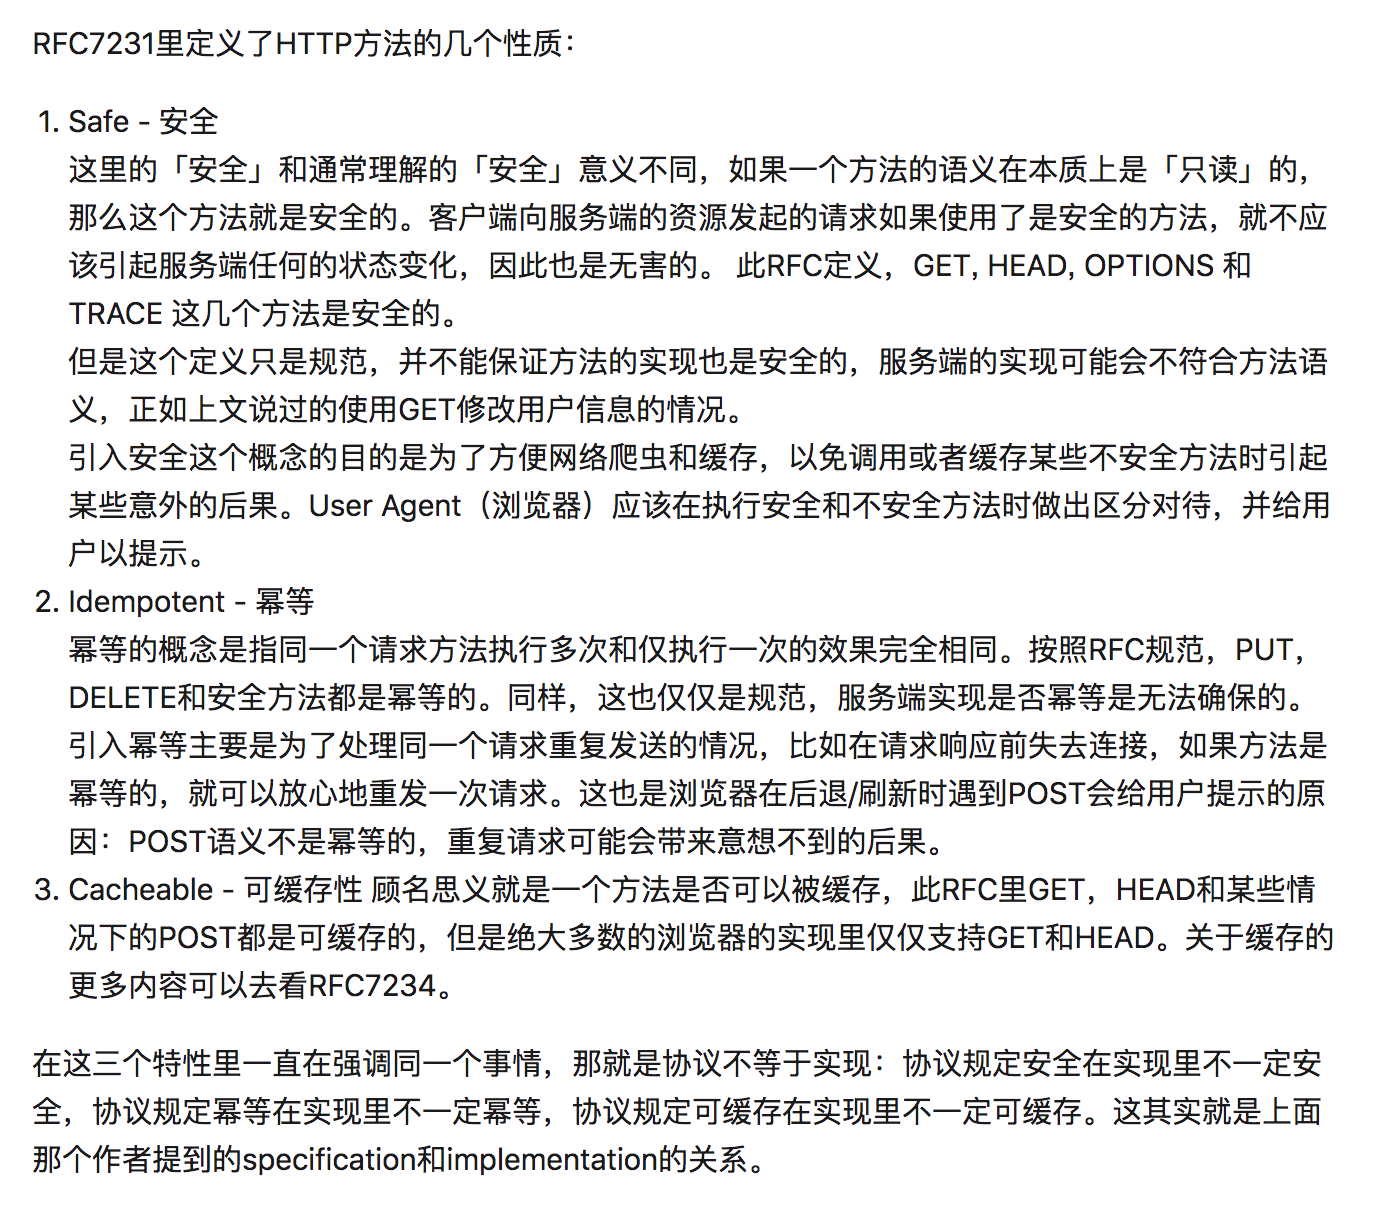 RFC7231里定义了HTTP方法的几个性质：
1. Safe - 安全
这里的「安全」和通常理解的「安全」意义不同，如果一个方法的语义在本质上是「只读」的，
那么这个方法就是安全的。客户端向服务端的资源发起的请求如果使用了是安全的方法，就不应
该引起服务端任何的状态变化，因此也是无害的。 此RFC定义，GET, HEAD, OPTIONS 和
TRACE 这几个方法是安全的。
但是这个定义只是规范，并不能保证方法的实现也是安全的，服务端的实现可能会不符合方法语
义，正如上文说过的使用GET修改用户信息的情况。
引入安全这个概念的目的是为了方便网络爬虫和缓存，以免调用或者缓存某些不安全方法时引起
某些意外的后果。User Agent（浏览器）应该在执行安全和不安全方法时做出区分对待，并给用
户以提示。
2. Idempotent - 幂等
幂等的概念是指同一个请求方法执行多次和仅执行一次的效果完全相同。按照RFC规范，PUT，
DELETE和安全方法都是幂等的。同样，这也仅仅是规范，服务端实现是否幂等是无法确保的。
引入幂等主要是为了处理同一个请求重复发送的情况，比如在请求响应前失去连接，如果方法是
幂等的，就可以放心地重发一次请求。这也是浏览器在后退/刷新时遇到POST会给用户提示的原
因：POST语义不是幂等的，重复请求可能会带来意想不到的后果。
3. Cacheable - 可缓存性 顾名思义就是一个方法是否可以被缓存，此RFC里GET，HEAD和某些情
况下的POST都是可缓存的，但是绝大多数的浏览器的实现里仅仅支持GET和HEAD。关于缓存的
更多内容可以去看RFC7234。
在这三个特性里一直在强调同一个事情，那就是协议不等于实现：协议规定安全在实现里不一定安
全，协议规定幂等在实现里不一定幂等，协议规定可缓存在实现里不一定可缓存。这其实就是上面
那个作者提到的specification和implementation的关系。